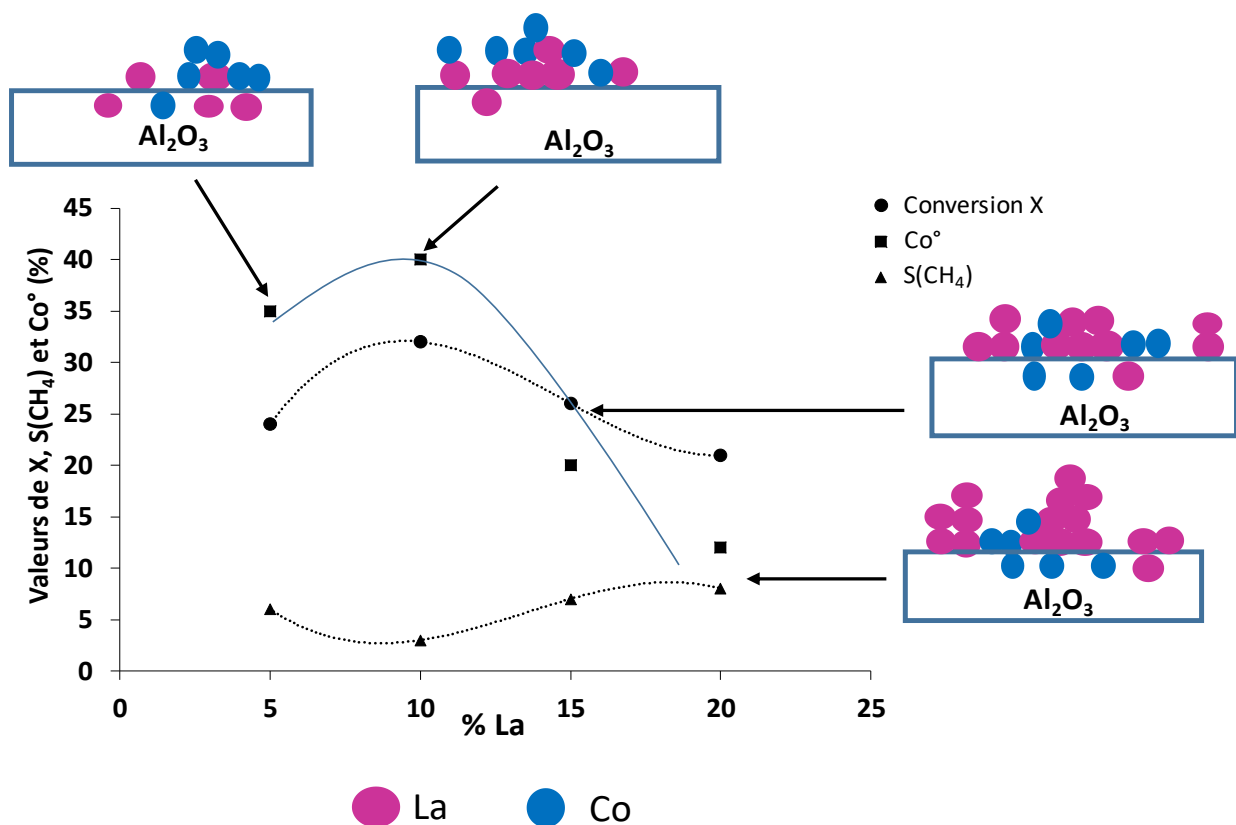 Al₂O₃
Al₂O₃
Conversion X
Co°
S(CH₄)
Valeurs de X, S(CH₄) et Co° (%)
45
40
35
30
25
20
15
10
5
0
Al₂O₃
Al₂O₃
0 5 10 15 20 25
% La
La Co